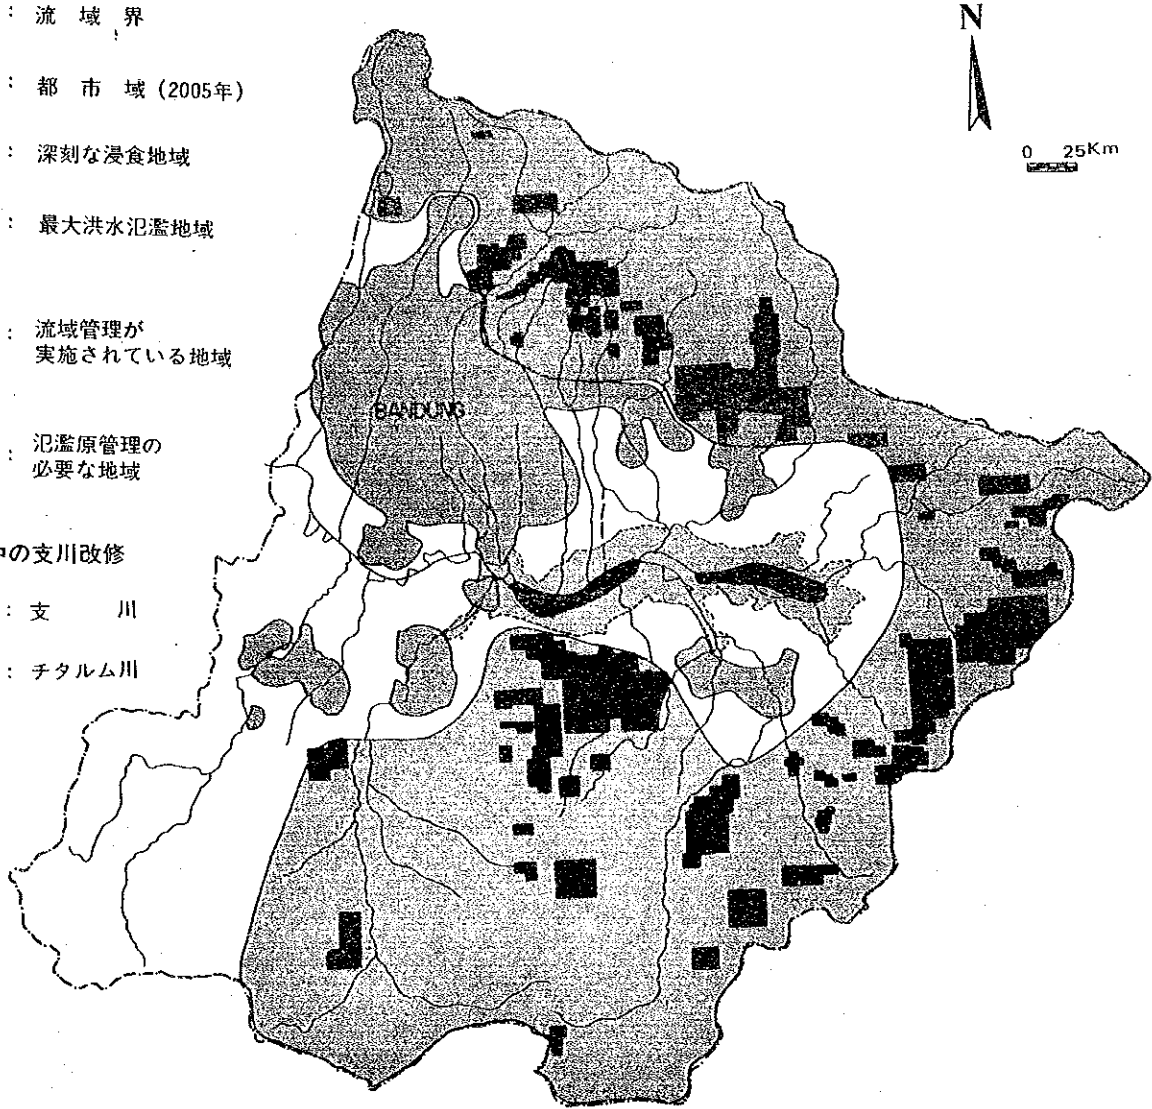 : 流域界
: 都市域 (2005年)
: 深刻な浸食地域
: 最大洪水氾濫地域
: 流域管理が
実施されている地域
: 氾濫原管理の
必要な地域
の支川改修
: 支川
: チタルム川
N
0 25Km
BANDUNG